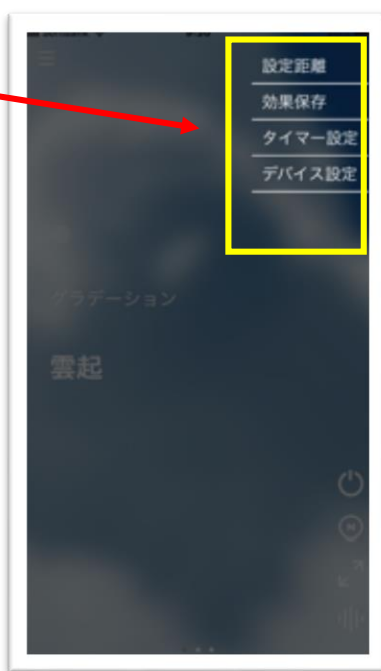 設定距離
効果保存
タイマー設定
デバイス設定
グラデーション
雲起